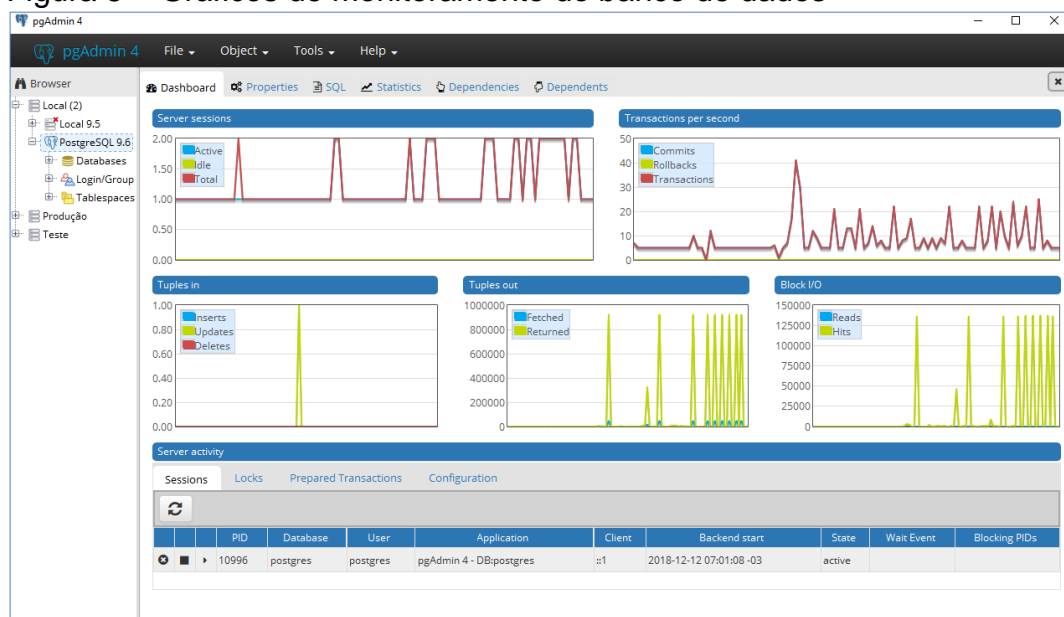 pgAdmin 4
pgAdmin 4 File Object Tools Help
Browser
Local (2)
Local 9.5
PostgreSQL 9.6
Databases
Login/Group
Tablespaces
Produção
Teste
Dashboard Properties SQL Statistics Dependencies Dependents
Server sessions
2.00
1.50
1.00
0.50
0.00
Active
Idle
Total
Transactions per second
50
40
30
20
10
0
Commits
Rollbacks
Transactions
Tuples in
1.00
0.80
0.60
0.40
0.20
0.00
Inserts
Updates
Deletes
Tuples out
1000000
800000
600000
400000
200000
0
Fetched
Returned
Block I/O
150000
125000
100000
75000
50000
25000
0
Reads
Hits
Server activity
Sessions Locks Prepared Transactions Configuration
PID Database User Application Client Backend start State Wait Event Blocking PIDs
10996 postgres postgres pgAdmin 4 - DB:postgres ::1 2018-12-12 07:01:08 -03 active